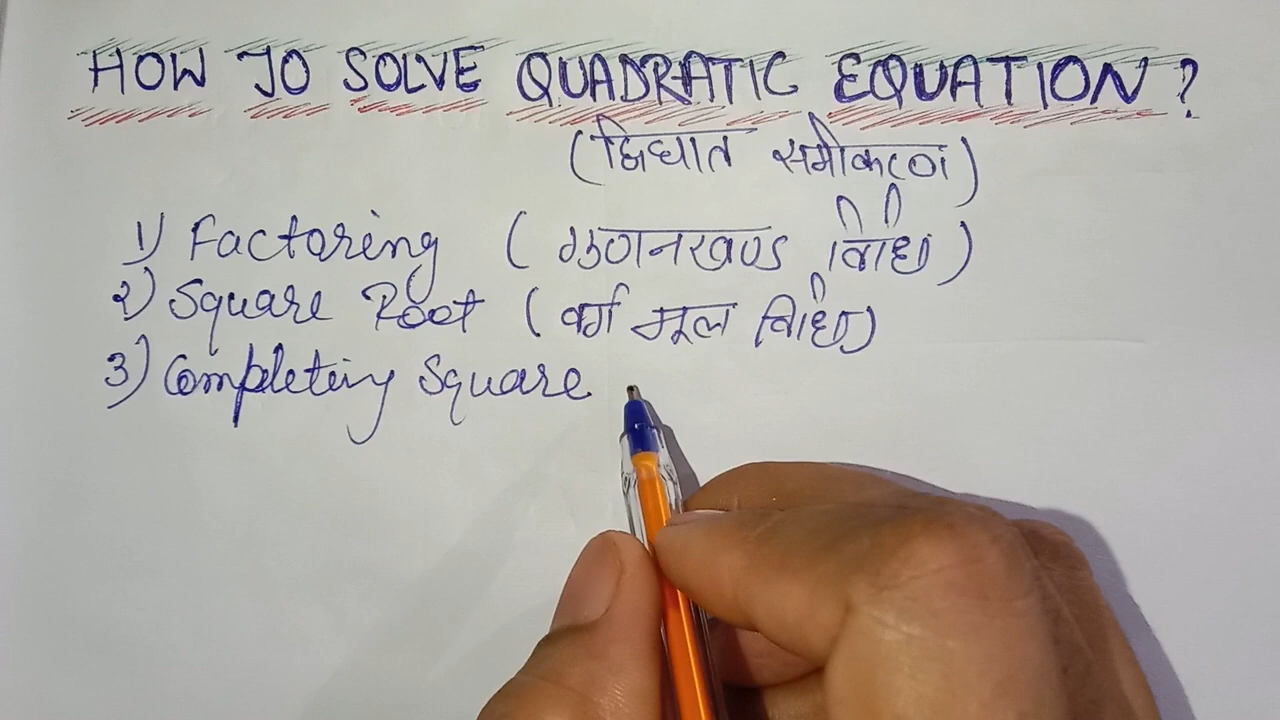 HOW TO SOLVE QUADRATIC EQUATION ?
(द्विघात समीकरण)
1) Factoring (गुणनखण्ड विधि)
2) Square Root (वर्ग मूल विधि)
3) Completing Square